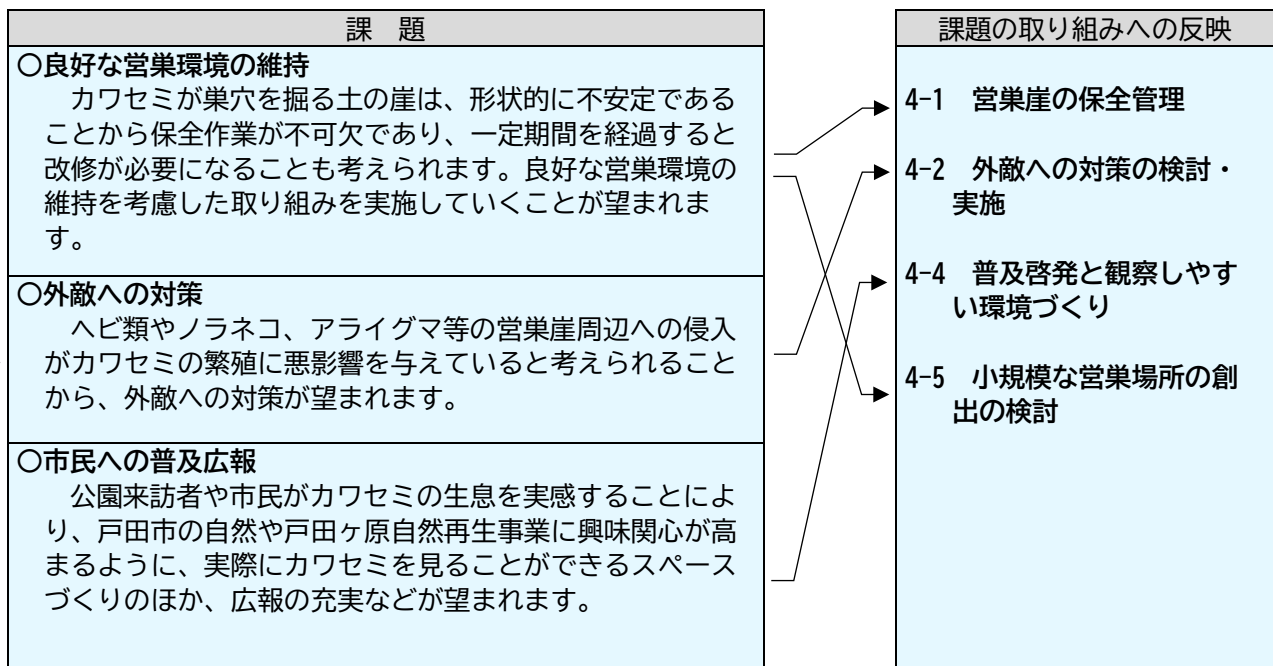 課　題
○良好な営巣環境の維持
カワセミが巣穴を掘る土の崖は、形状的に不安定である
ことから保全作業が不可欠であり、一定期間を経過すると
改修が必要になることも考えられます。良好な営巣環境の
維持を考慮した取り組みを実施していくことが望まれま
す。
○外敵への対策
ヘビ類やノラネコ、アライグマ等の営巣崖周辺への侵入
がカワセミの繁殖に悪影響を与えていると考えられること
から、外敵への対策が望まれます。
○市民への普及広報
公園来訪者や市民がカワセミの生息を実感することによ
り、戸田市の自然や戸田ヶ原自然再生事業に興味関心が高
まるように、実際にカワセミを見ることができるスペース
づくりのほか、広報の充実などが望まれます。
課題の取り組みへの反映
4-1　営巣崖の保全管理
4-2　外敵への対策の検討・
実施
4-4　普及啓発と観察しやす
い環境づくり
4-5　小規模な営巣場所の創
出の検討